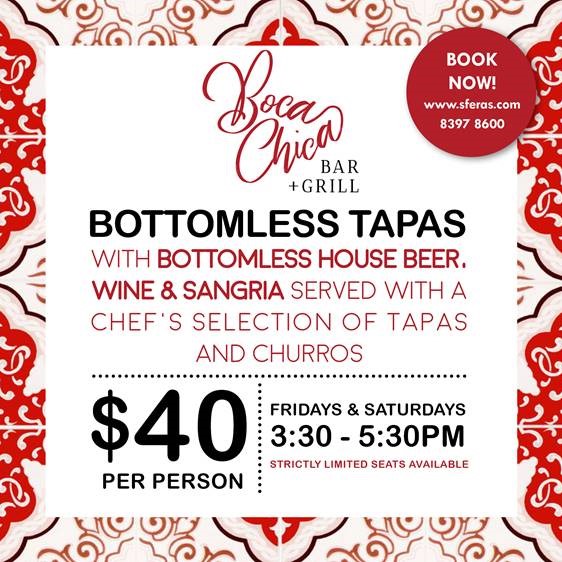 BOOK
NOW!
www.sferas.com
8397 8600
Boca
Chica
BAR
+GRILL
BOTTOMLESS TAPAS
WITH BOTTOMLESS HOUSE BEER,
WINE & SANGRIA SERVED WITH A
CHEF'S SELECTION OF TAPAS
AND CHURROS
$40
PER PERSON
FRIDAYS & SATURDAYS
3:30 - 5:30PM
STRICTLY LIMITED SEATS AVAILABLE